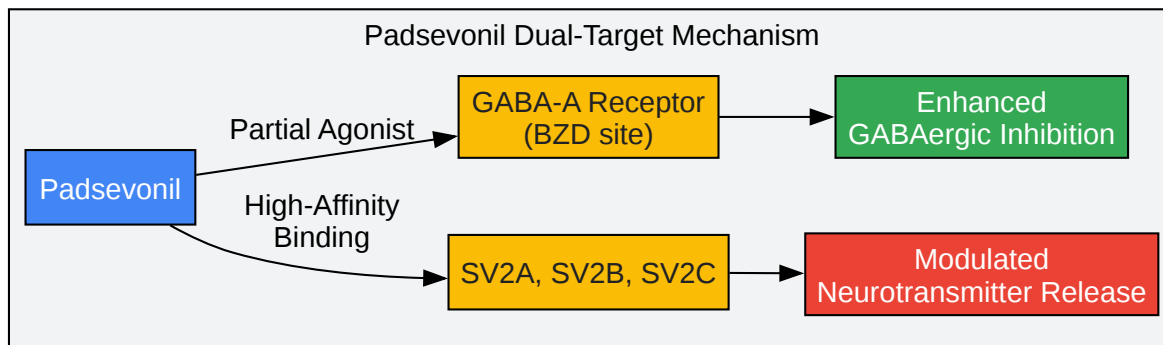 Padsevonil Dual-Target Mechanism
Padsevonil
Partial Agonist
High-Affinity
Binding
GABA-A Receptor
(BZD site)
SV2A, SV2B, SV2C
Enhanced
GABAergic Inhibition
Modulated
Neurotransmitter Release